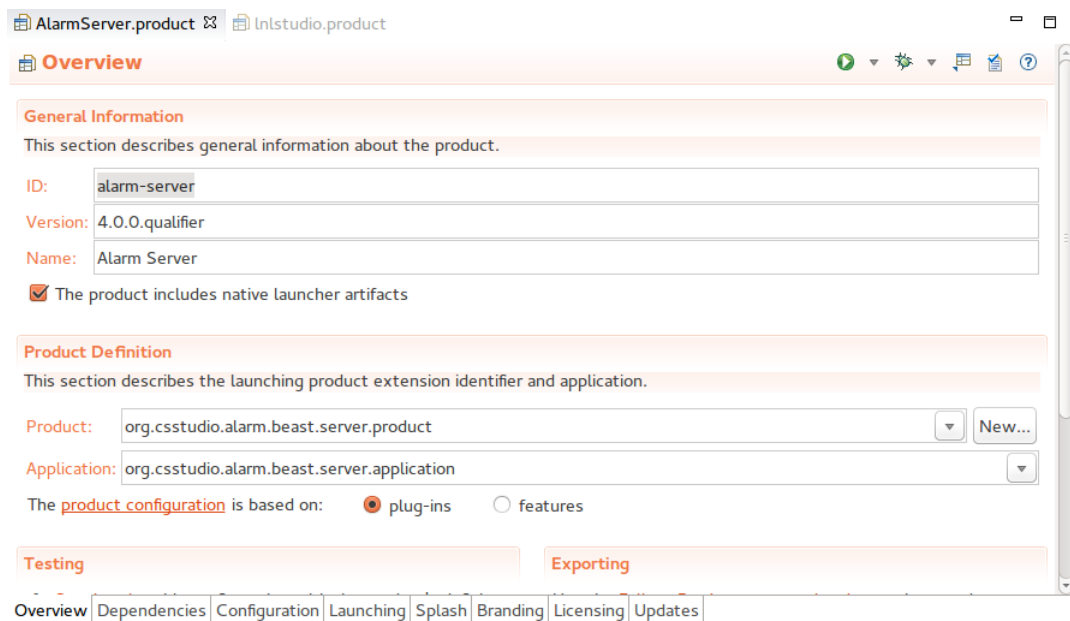 AlarmServer.product lnlstudio.product
Overview
General Information
This section describes general information about the product.
ID: alarm-server
Version: 4.0.0.qualifier
Name: Alarm Server
The product includes native launcher artifacts
Product Definition
This section describes the launching product extension identifier and application.
Product: org.csstudio.alarm.beast.server.product New...
Application: org.csstudio.alarm.beast.server.application
The product configuration is based on: plug-ins features
Testing Exporting
Overview Dependencies Configuration Launching Splash Branding Licensing Updates